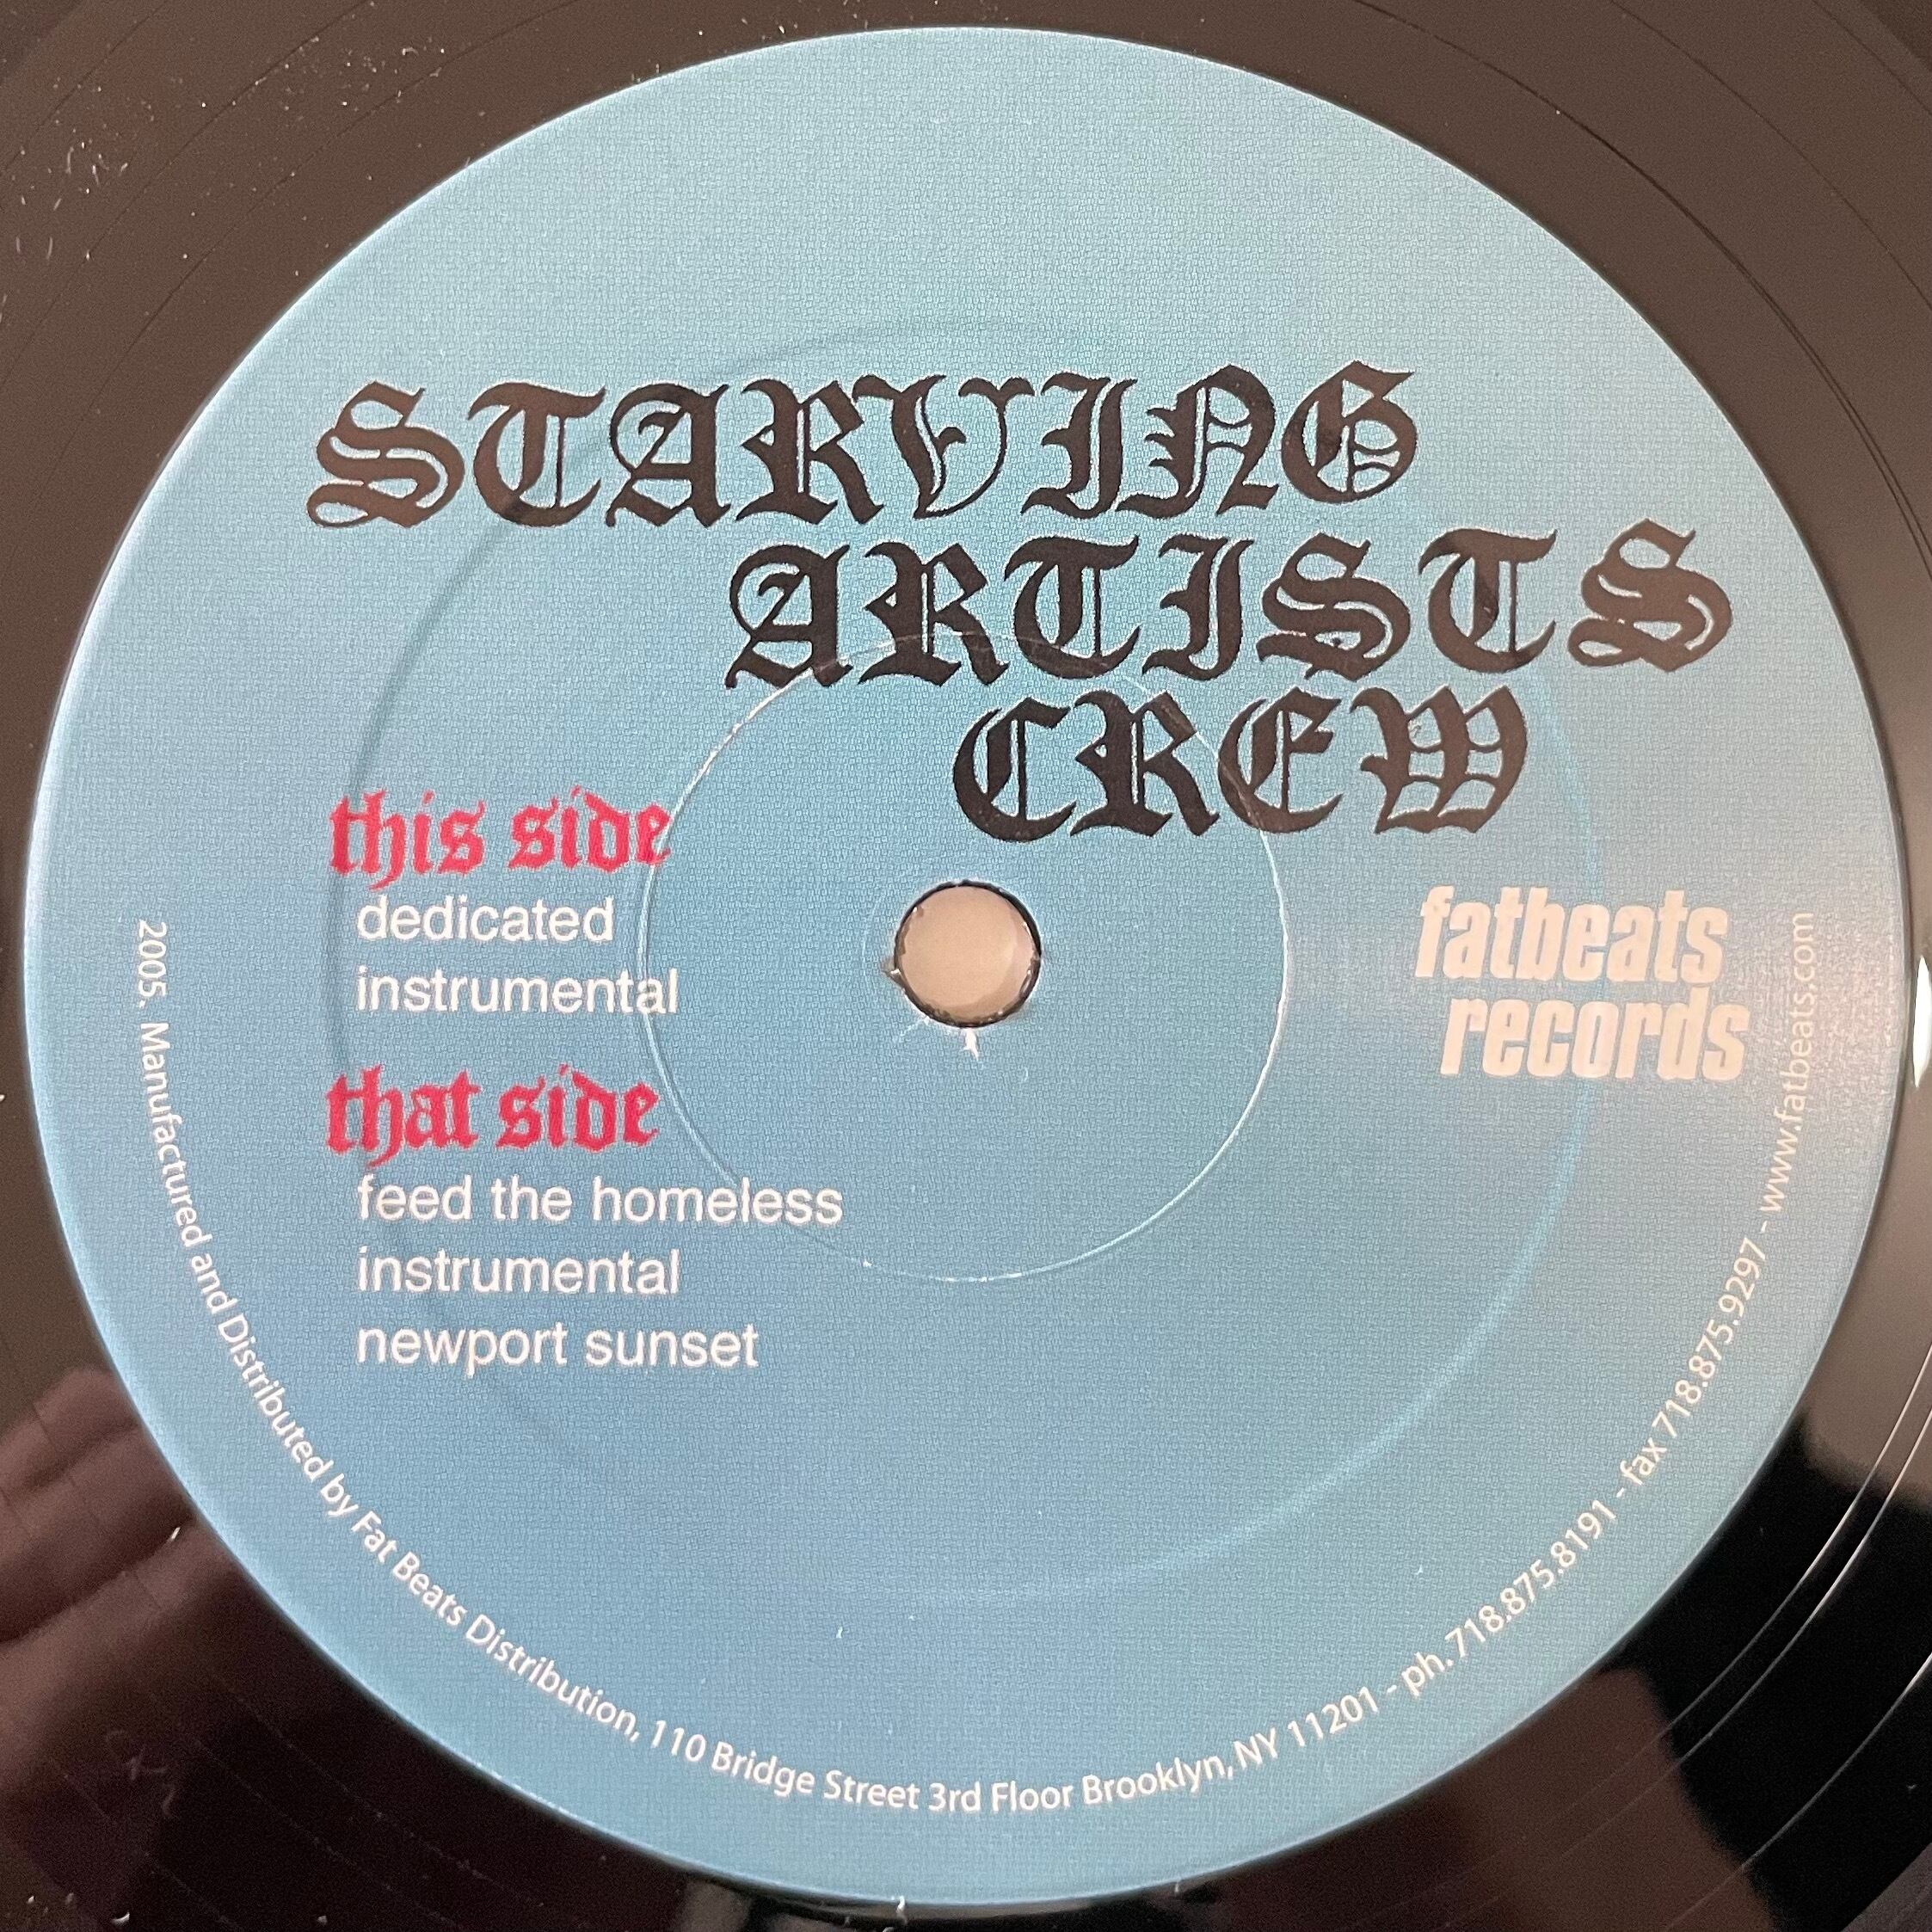 STARVING
ARTISTS
CREW
this side
dedicated
instrumental
that side
feed the homeless
instrumental
newport sunset
fatbeats
records
2005. Manufactured and Distributed by Fat Beats Distribution, 110 Bridge Street 3rd Floor Brooklyn, NY 11201 - ph. 718.875.8191 - fax 718.875.9297 - www.fatbeats.com